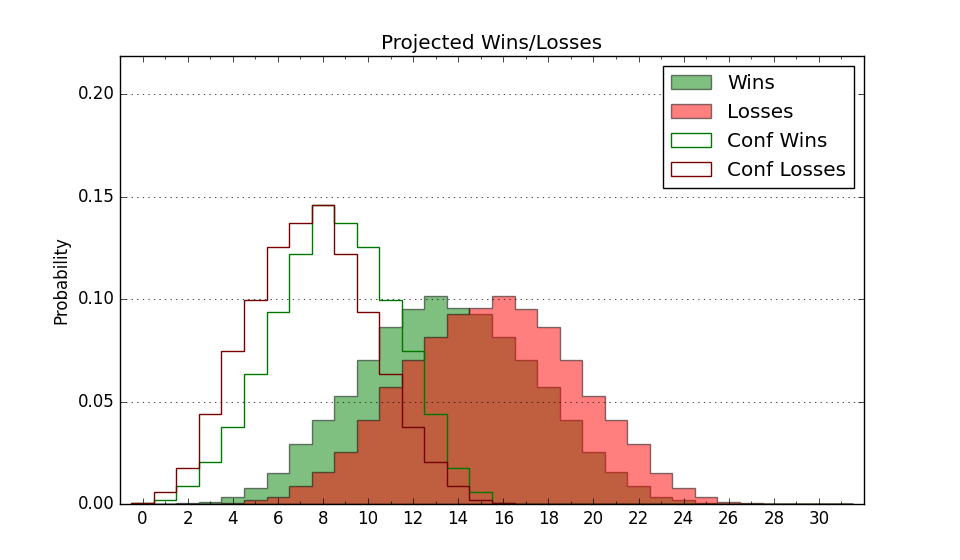 Projected Wins/Losses
Wins
Losses
Conf Wins
Conf Losses
Probability
0.20
0.15
0.10
0.05
0.00
0 2 4 6 8 10 12 14 16 18 20 22 24 26 28 30